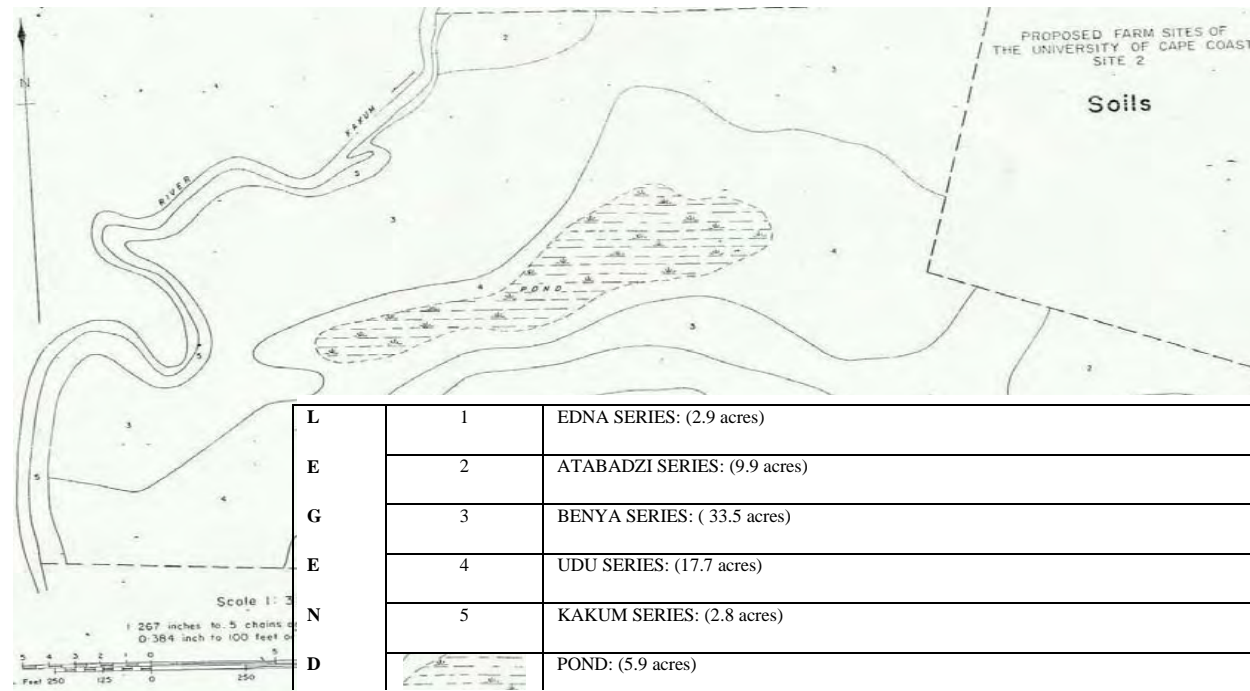 PROPOSED FARM SITES OF
THE UNIVERSITY OF CAPE COAST
SITE 2
Soils
N
RIVER KAKUM
2
3
5
3
4
4
POND
3
5
2
3
5
4
Scale 1: 3
1·267 inches to 5 chains
0·384 inch to 100 feet
5 4 3 2 1 0 5
Feet 250 125 0 250
L 1 EDNA SERIES: (2.9 acres)
E 2 ATABADZI SERIES: (9.9 acres)
G 3 BENYA SERIES: ( 33.5 acres)
E 4 UDU SERIES: (17.7 acres)
N 5 KAKUM SERIES: (2.8 acres)
D POND: (5.9 acres)